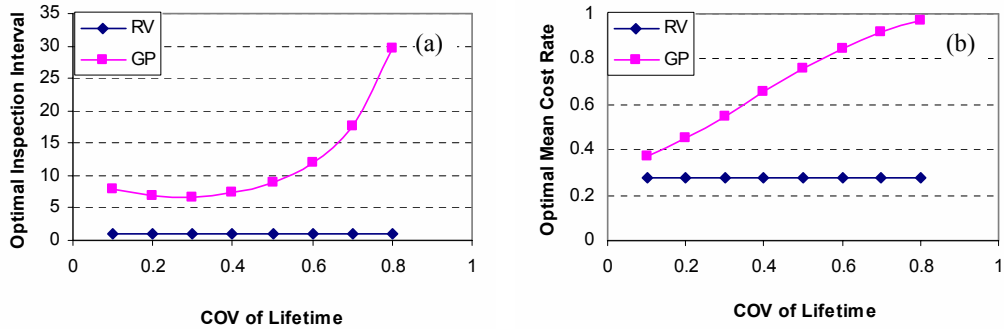 Optimal Inspection Interval
35
30
25
20
15
10
5
0
RV
GP
(a)
0
0.2
0.4
0.6
0.8
1
COV of Lifetime
Optimal Mean Cost Rate
1
0.8
0.6
0.4
0.2
0
RV
GP
(b)
0
0.2
0.4
0.6
0.8
1
COV of Lifetime